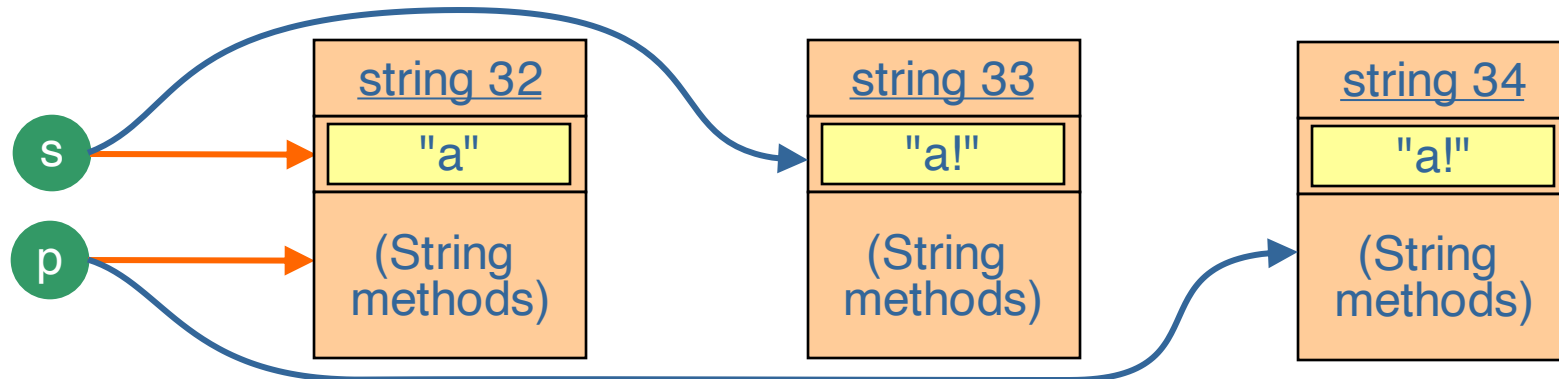 string 32
string 33
string 34
s
"a"
"a!"
"a!"
p
(String
methods)
(String
methods)
(String
methods)